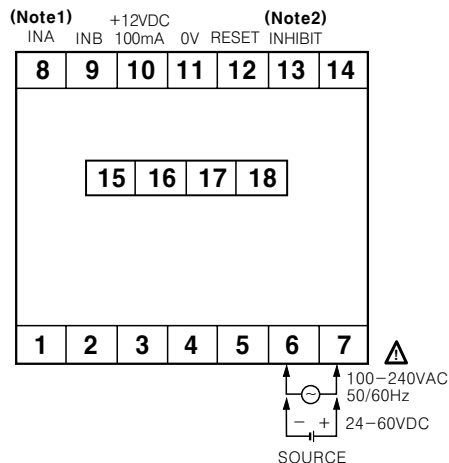 (Note1) +12VDC (Note2)
INA INB 100mA 0V RESET INHIBIT
8 9 10 11 12 13 14
15 16 17 18
1 2 3 4 5 6 7
100-240VAC
50/60Hz
- + 24-60VDC
SOURCE